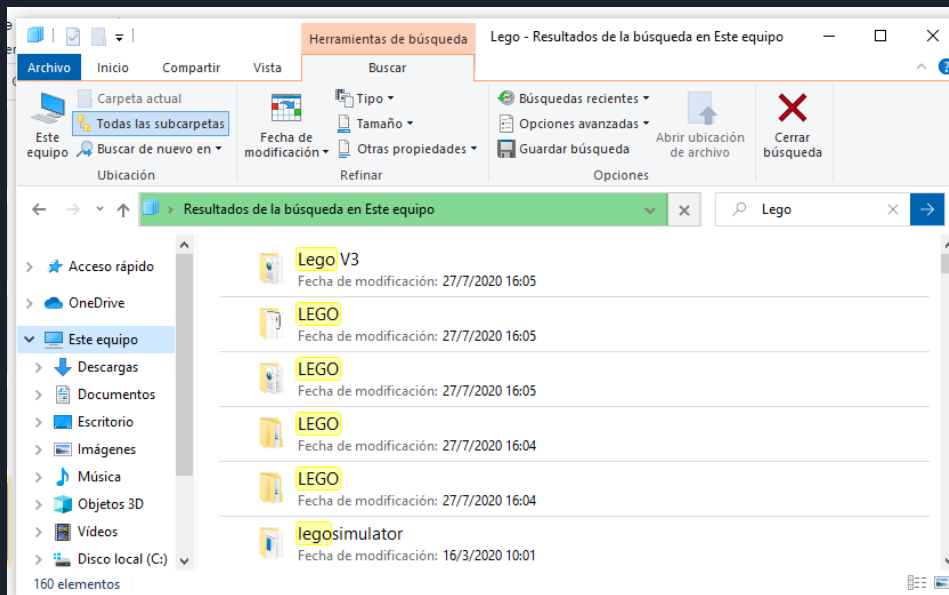 Herramientas de búsqueda
Lego - Resultados de la búsqueda en Este equipo
Archivo
Inicio
Compartir
Vista
Buscar
Este equipo
Carpeta actual
Todas las subcarpetas
Buscar de nuevo en
Ubicación
Fecha de modificación
Tipo
Tamaño
Otras propiedades
Refinar
Búsquedas recientes
Opciones avanzadas
Guardar búsqueda
Abrir ubicación de archivo
Opciones
Cerrar búsqueda
Resultados de la búsqueda en Este equipo
Lego
Acceso rápido
OneDrive
Este equipo
Descargas
Documentos
Escritorio
Imágenes
Música
Objetos 3D
Vídeos
Disco local (C:)
Lego V3
Fecha de modificación: 27/7/2020 16:05
LEGO
Fecha de modificación: 27/7/2020 16:05
LEGO
Fecha de modificación: 27/7/2020 16:05
LEGO
Fecha de modificación: 27/7/2020 16:04
LEGO
Fecha de modificación: 27/7/2020 16:04
legosimulator
Fecha de modificación: 16/3/2020 10:01
160 elementos